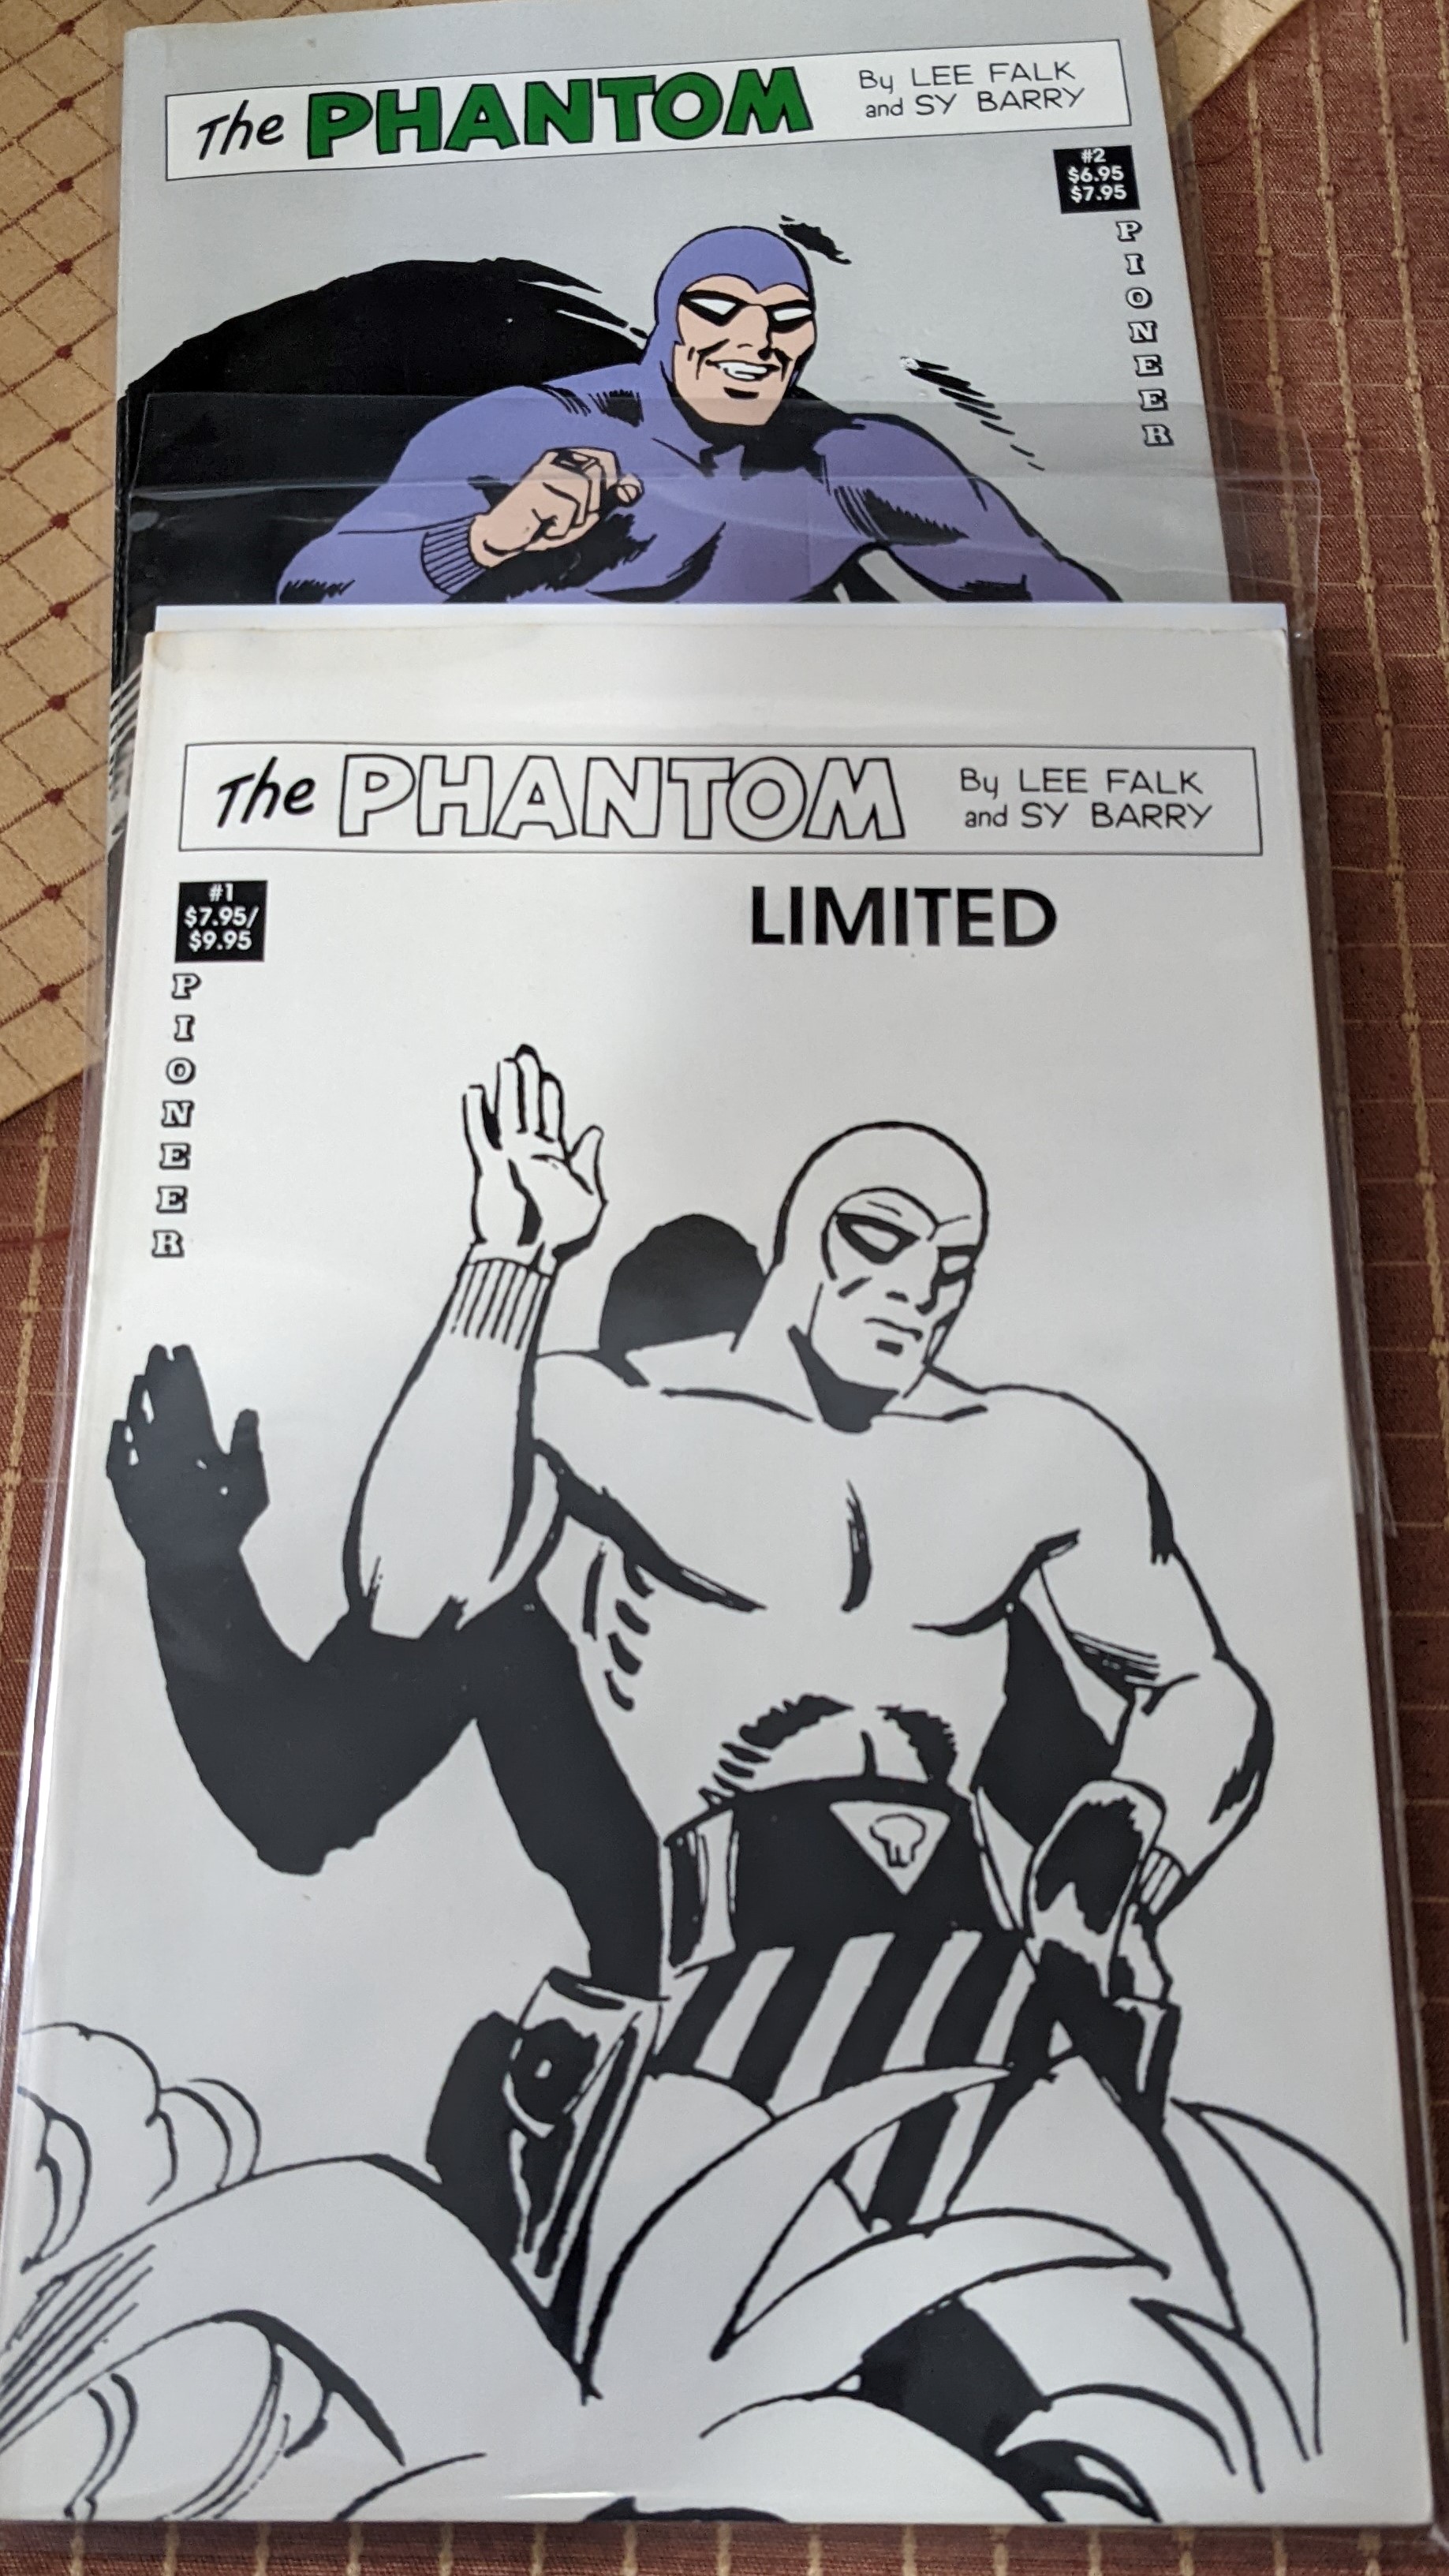 The PHANTOM
By LEE FALK
and SY BARRY
#2
$6.95
$7.95
PIONEER
The PHANTOM
By LEE FALK
and SY BARRY
#1
$7.95/
$9.95
LIMITED
PIONEER